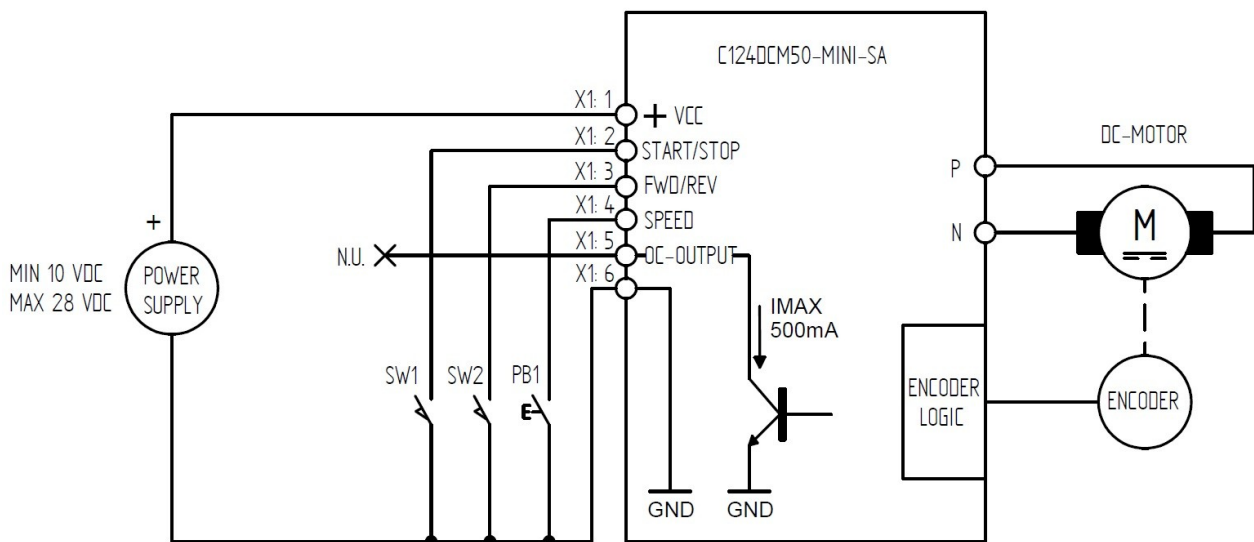 C124DCM50-MINI-SA
X1: 1
+ VCC
X1: 2
START/STOP
X1: 3
FWD/REV
X1: 4
SPEED
X1: 5
OC-OUTPUT
X1: 6
N.U.
+
MIN 10 VDC
MAX 28 VDC
POWER
SUPPLY
SW1
SW2
PB1
IMAX
500mA
GND
GND
P
N
DC-MOTOR
M
ENCODER
LOGIC
ENCODER